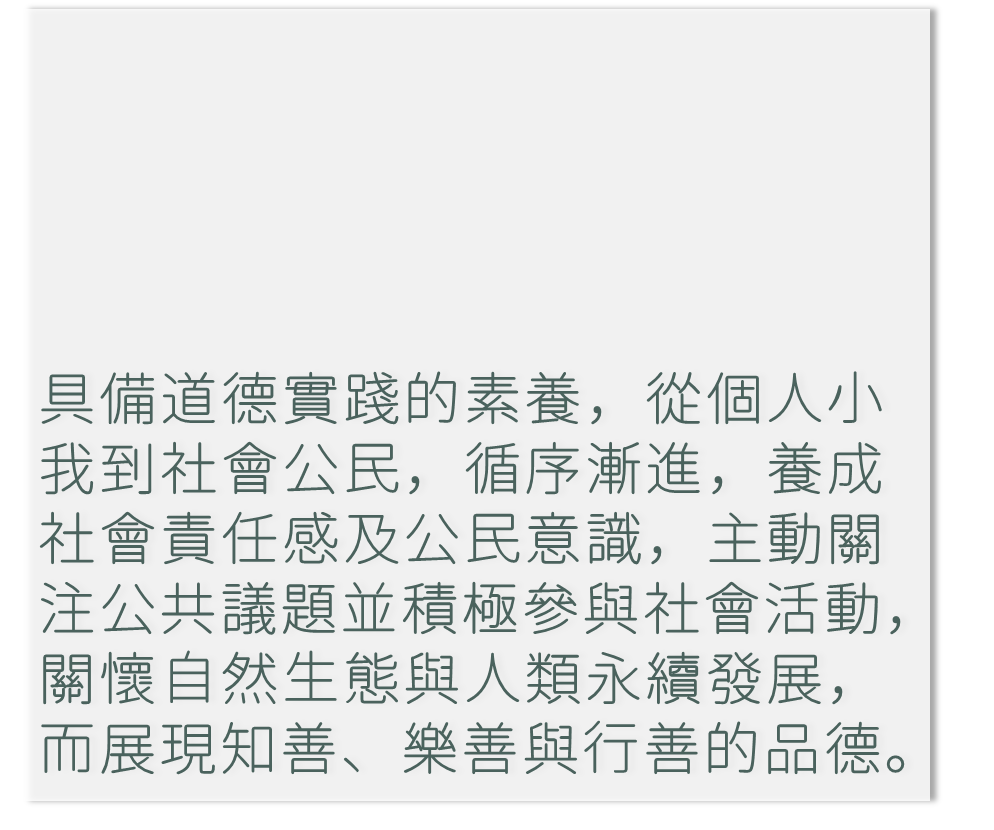 具備道德實踐的素養，從個人小
我到社會公民，循序漸進，養成
社會責任感及公民意識，主動關
注公共議題並積極參與社會活動，
關懷自然生態與人類永續發展，
而展現知善、樂善與行善的品德。